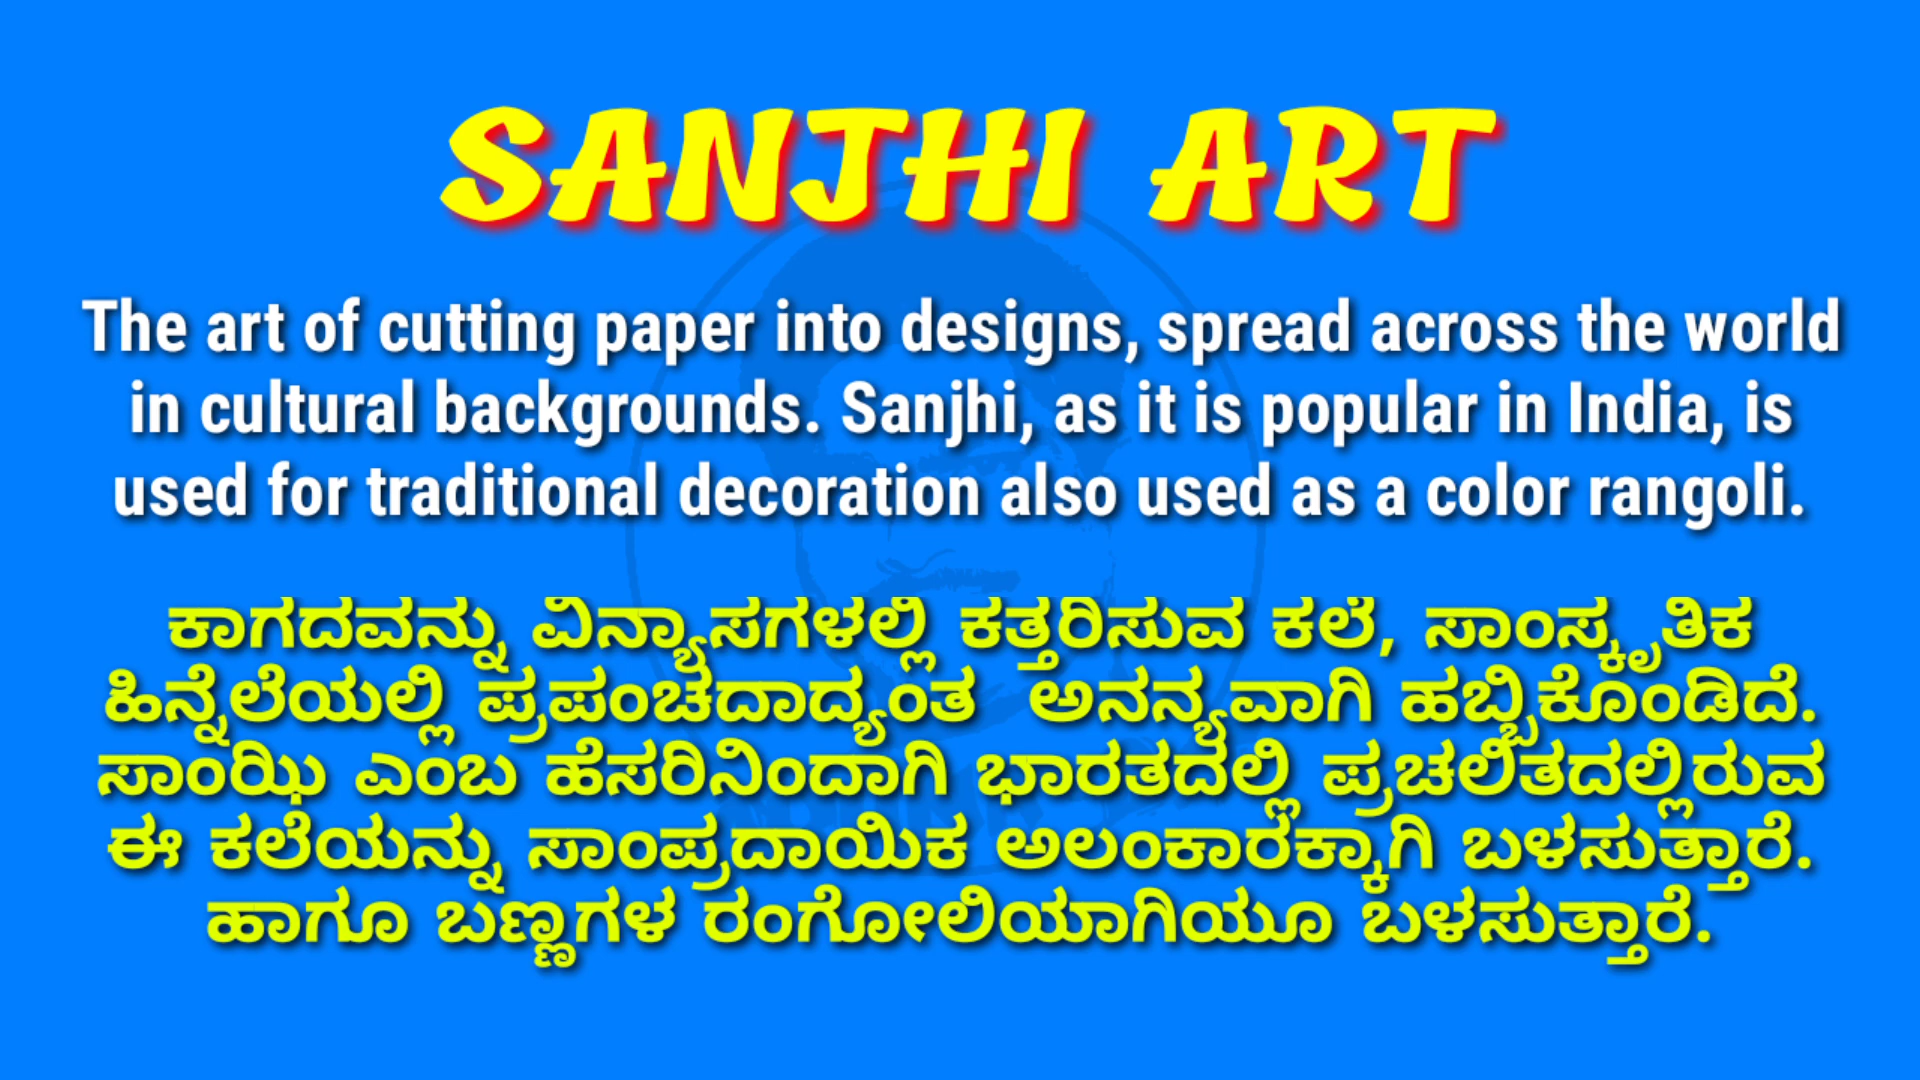 SANJHI ART
The art of cutting paper into designs, spread across the world
in cultural backgrounds. Sanjhi, as it is popular in India, is
used for traditional decoration also used as a color rangoli.
ಕಾಗದವನ್ನು ವಿನ್ಯಾಸಗಳಲ್ಲಿ ಕತ್ತರಿಸುವ ಕಲೆ, ಸಾಂಸ್ಕೃತಿಕ
ಹಿನ್ನೆಲೆಯಲ್ಲಿ ಪ್ರಪಂಚದಾದ್ಯಂತ ಅನನ್ಯವಾಗಿ ಹಬ್ಬಿಕೊಂಡಿದೆ.
ಸಾಂಝಿ ಎಂಬ ಹೆಸರಿನಿಂದಾಗಿ ಭಾರತದಲ್ಲಿ ಪ್ರಚಲಿತದಲ್ಲಿರುವ
ಈ ಕಲೆಯನ್ನು ಸಾಂಪ್ರದಾಯಿಕ ಅಲಂಕಾರಕ್ಕಾಗಿ ಬಳಸುತ್ತಾರೆ.
ಹಾಗೂ ಬಣ್ಣಗಳ ರಂಗೋಲಿಯಾಗಿಯೂ ಬಳಸುತ್ತಾರೆ.